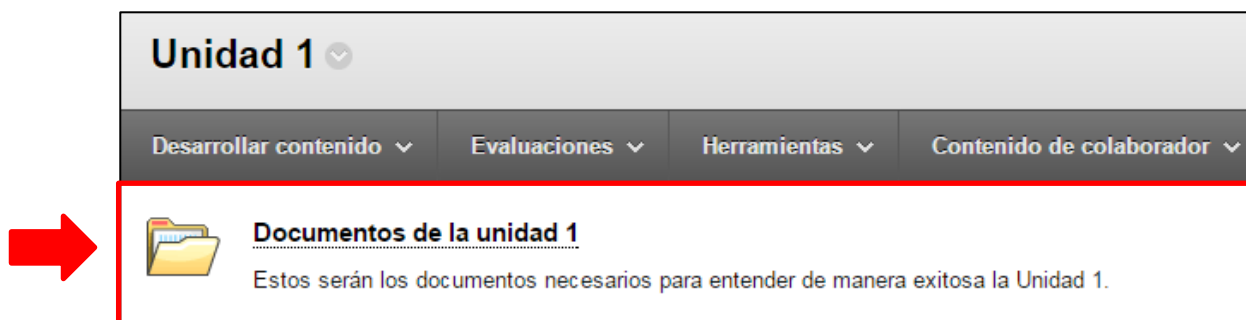 Unidad 1
Desarrollar contenido Evaluaciones Herramientas Contenido de colaborador
Documentos de la unidad 1
Estos serán los documentos necesarios para entender de manera exitosa la Unidad 1.